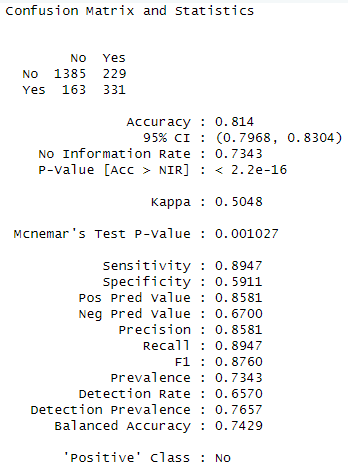 Confusion Matrix and Statistics
No Yes
No 1385 229
Yes 163 331
Accuracy : 0.814
95% CI : (0.7968, 0.8304)
No Information Rate : 0.7343
P-Value [Acc > NIR] : < 2.2e-16
Kappa : 0.5048
Mcnemar's Test P-Value : 0.001027
Sensitivity : 0.8947
Specificity : 0.5911
Pos Pred Value : 0.8581
Neg Pred Value : 0.6700
Precision : 0.8581
Recall : 0.8947
F1 : 0.8760
Prevalence : 0.7343
Detection Rate : 0.6570
Detection Prevalence : 0.7657
Balanced Accuracy : 0.7429
'Positive' Class : No